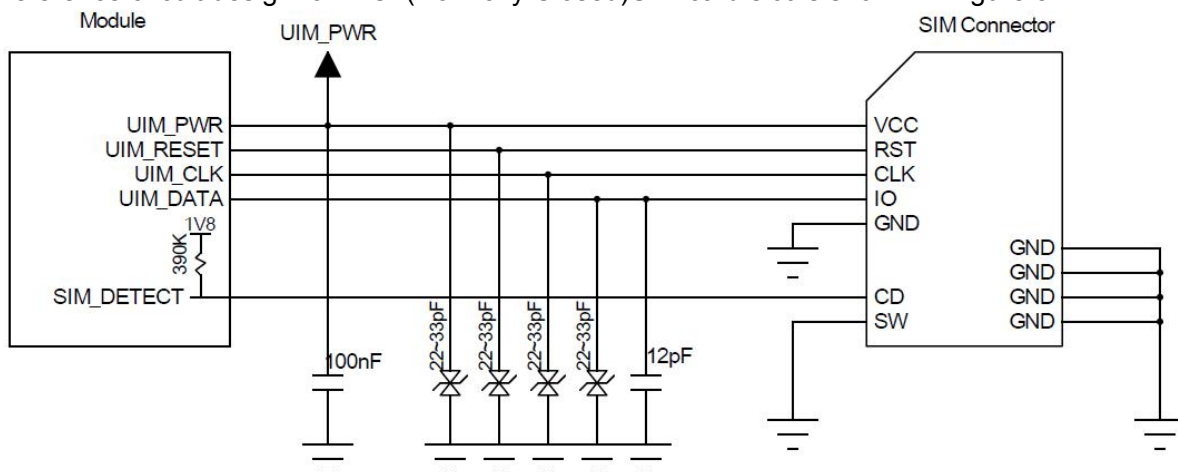 Module
SIM Connector
UIM_PWR
UIM_PWR
UIM_RESET
UIM_CLK
UIM_DATA
1V8
390K
SIM_DETECT
VCC
RST
CLK
IO
GND
GND
GND
GND
GND
CD
SW
100nF
22~33pF
22~33pF
22~33pF
22~33pF
12pF